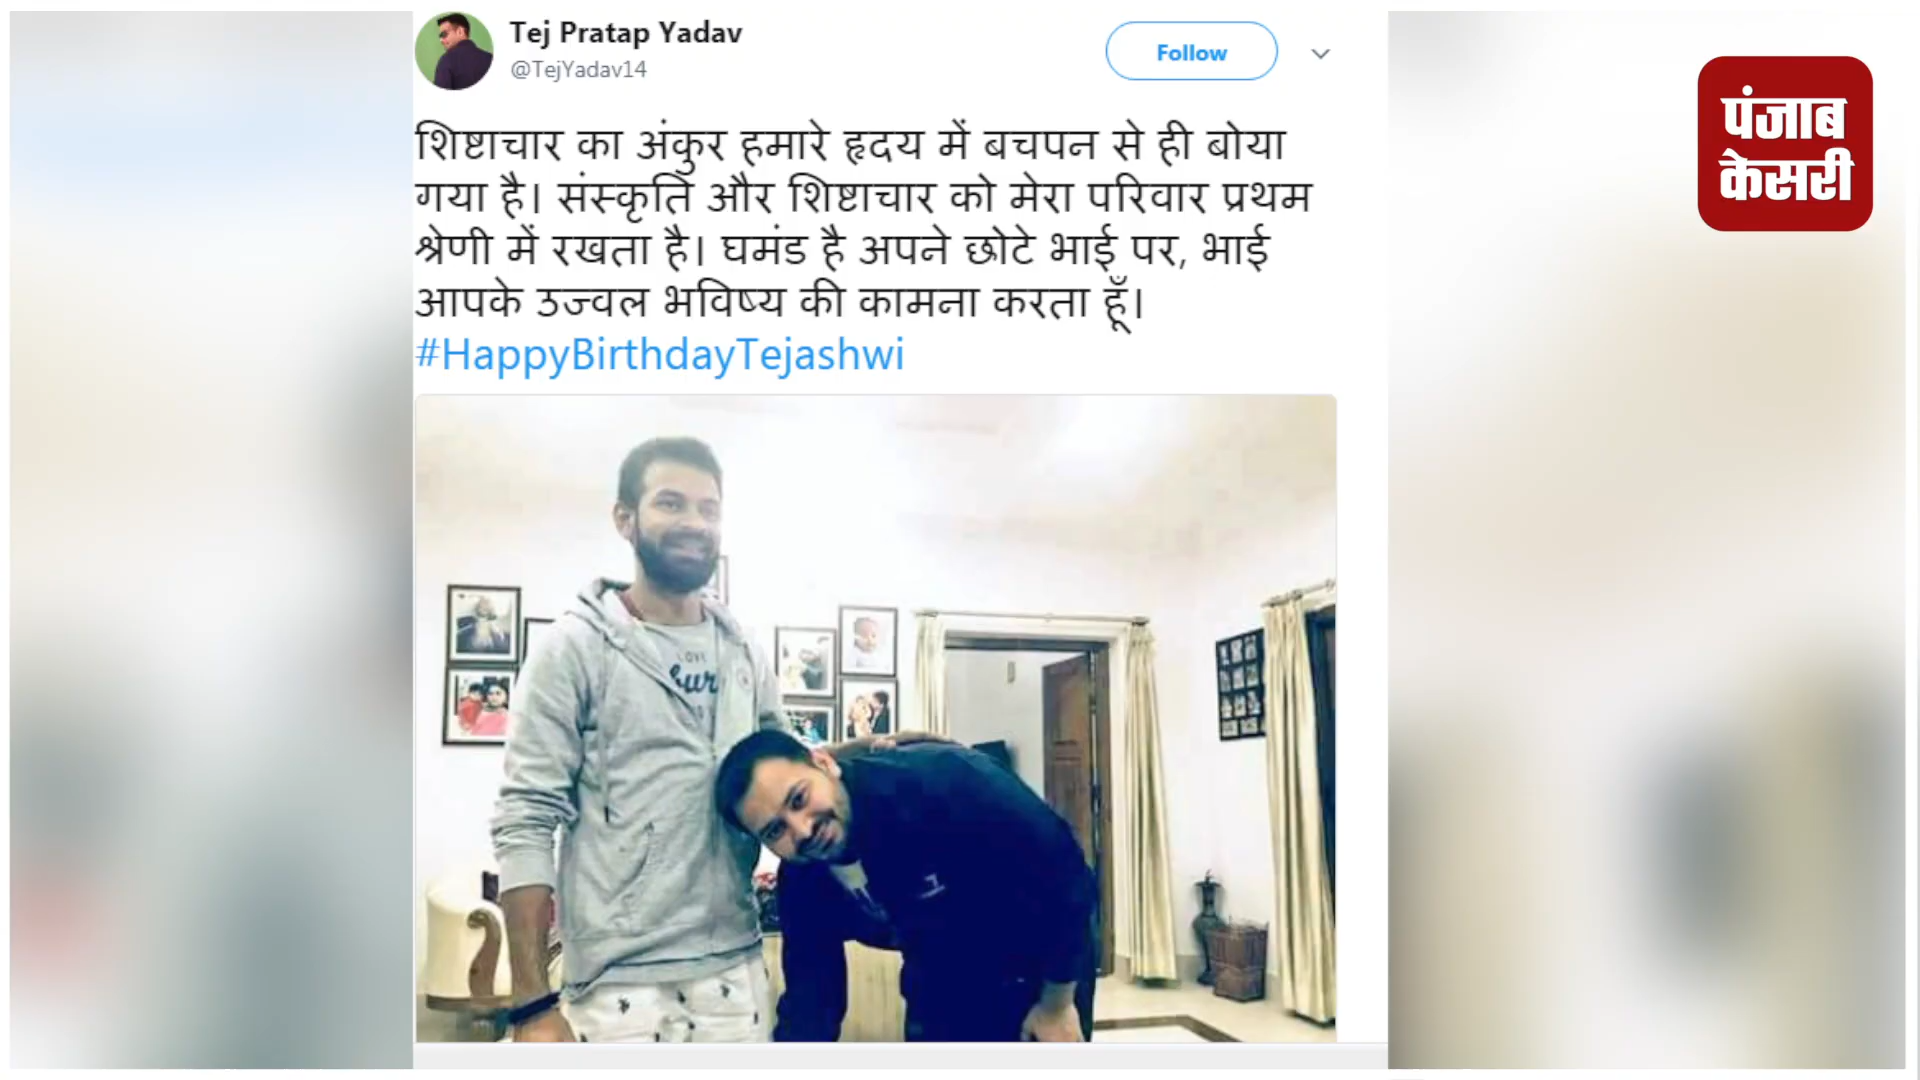 Tej Pratap Yadav
@TejYadav14
Follow
शिष्टाचार का अंकुर हमारे हृदय में बचपन से ही बोया
गया है। संस्कृति और शिष्टाचार को मेरा परिवार प्रथम
श्रेणी में रखता है। घमंड है अपने छोटे भाई पर, भाई
आपके उज्वल भविष्य की कामना करता हूँ।
#HappyBirthdayTejashwi
पंजाब
केसरी
LOVE